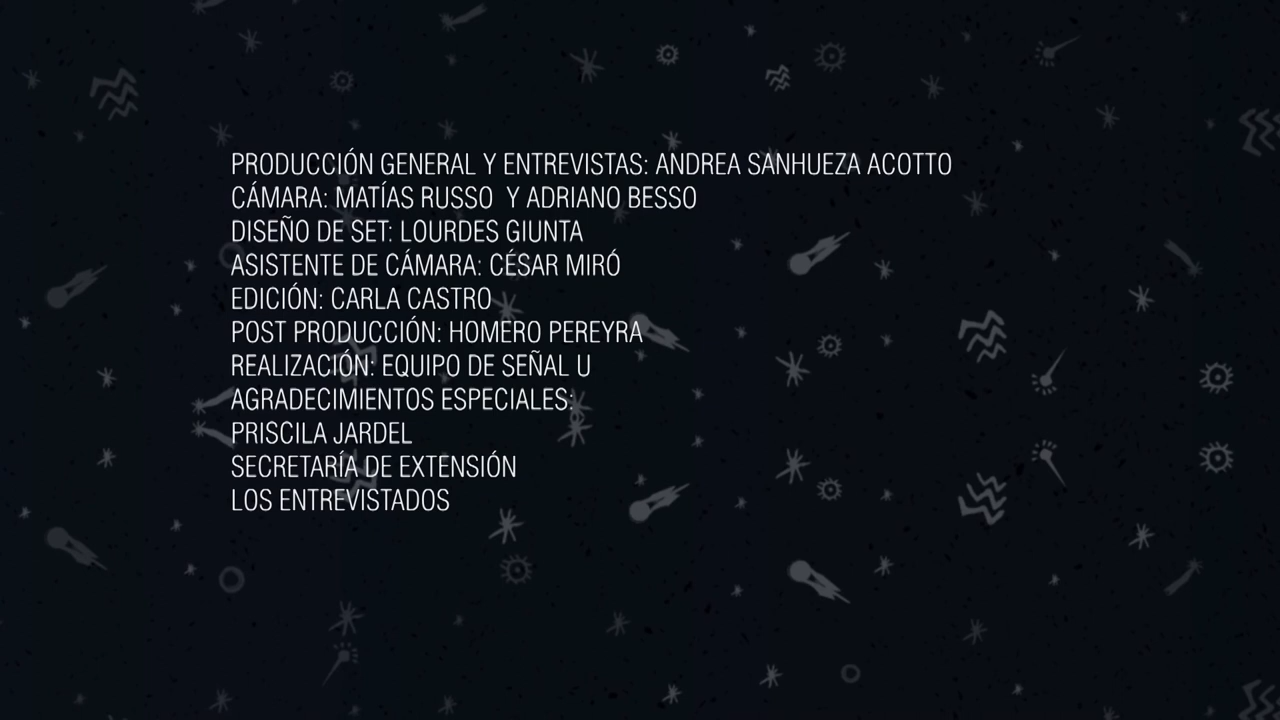 PRODUCCIÓN GENERAL Y ENTREVISTAS: ANDREA SANHUEZA ACOTTO
CÁMARA: MATÍAS RUSSO  Y ADRIANO BESSO
DISEÑO DE SET: LOURDES GIUNTA
ASISTENTE DE CÁMARA: CÉSAR MIRÓ
EDICIÓN: CARLA CASTRO
POST PRODUCCIÓN: HOMERO PEREYRA
REALIZACIÓN: EQUIPO DE SEÑAL U
AGRADECIMIENTOS ESPECIALES:
PRISCILA JARDEL
SECRETARÍA DE EXTENSIÓN
LOS ENTREVISTADOS